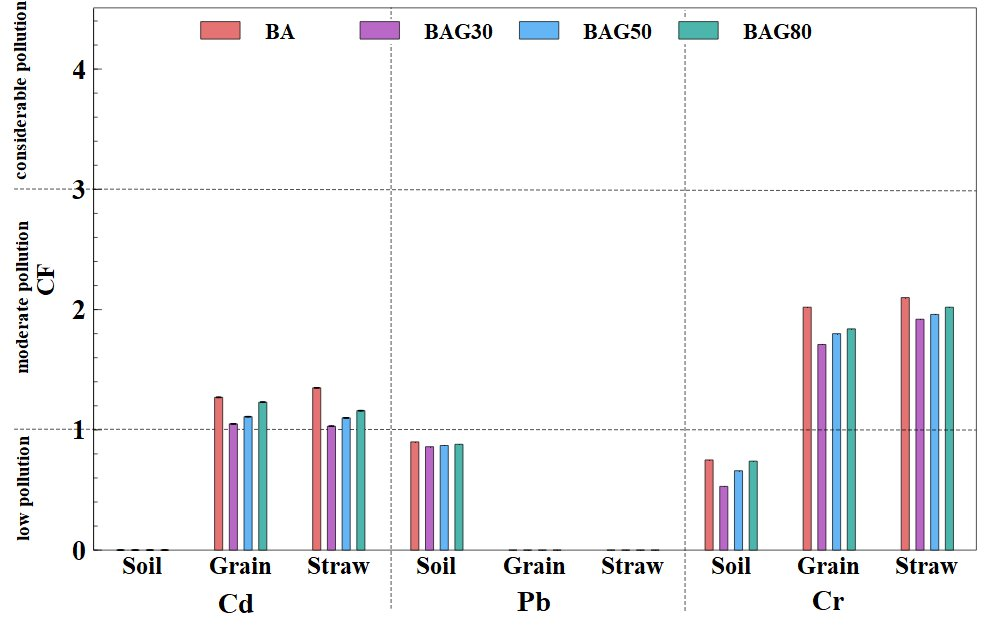 BA BAG30 BAG50 BAG80
considerable pollution
moderate pollution
low pollution
CF
4
3
2
1
0
Soil Grain Straw Soil Grain Straw Soil Grain Straw
Cd Pb Cr